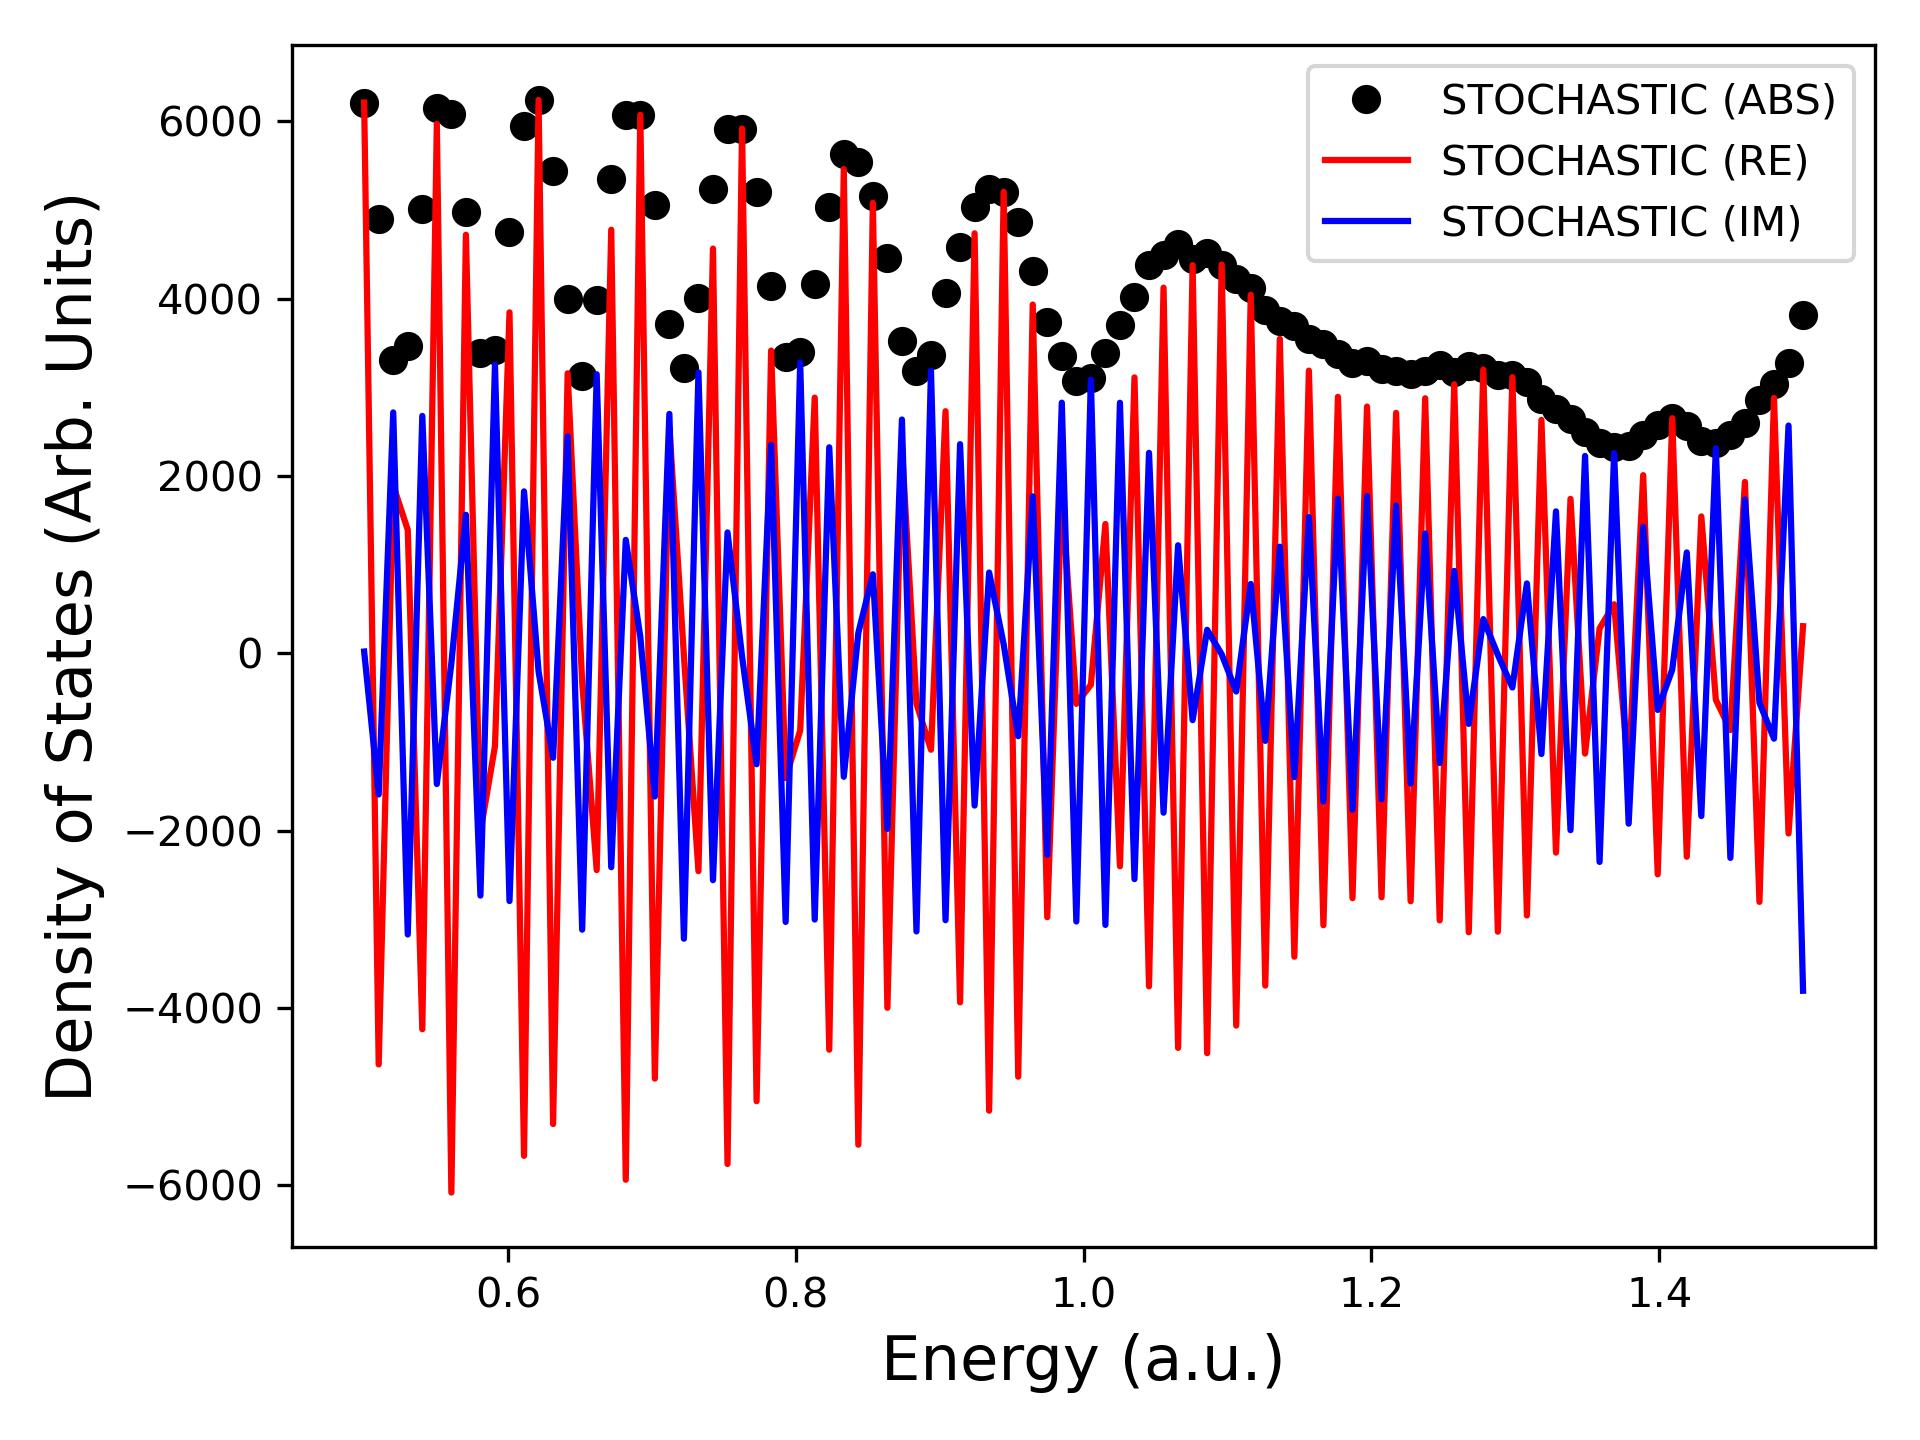 STOCHASTIC (ABS)
STOCHASTIC (RE)
STOCHASTIC (IM)
Density of States (Arb. Units)
6000
4000
2000
0
−2000
−4000
−6000
0.6
0.8
1.0
1.2
1.4
Energy (a.u.)